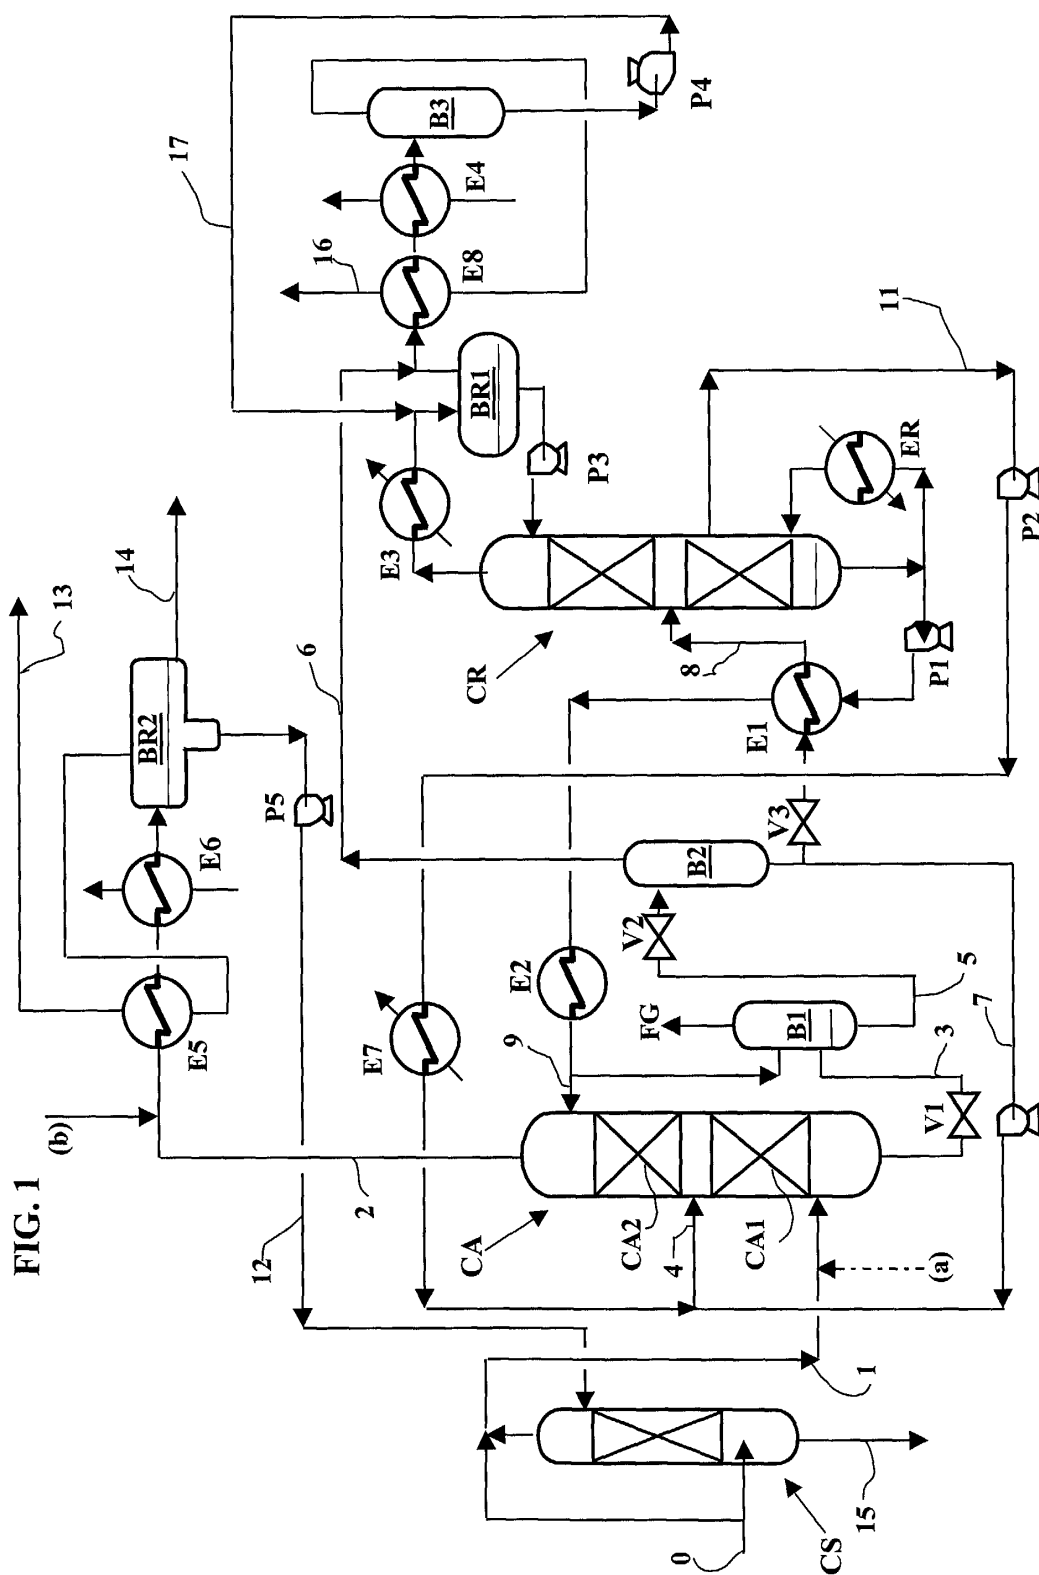 FIG. 1
(b)
2
12
E5
E6
13
14
BR2
P5
6
17
16
E8
E4
B3
P4
BR1
P3
E3
CR
8
E1
P1
ER
11
P2
E7
E2
9
FG
B1
B2
V2
V3
5
3
7
V1
CA
CA2
4
CA1
(a)
1
15
CS
0